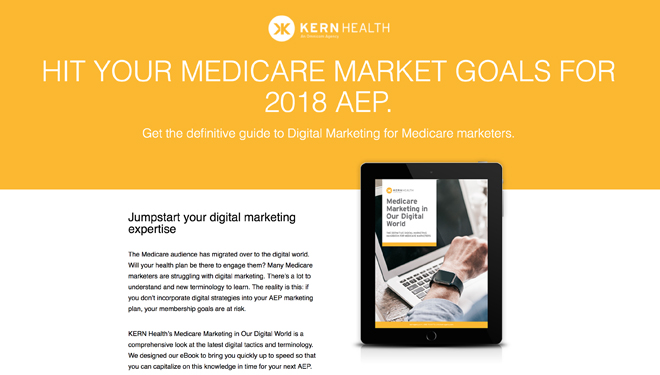 KERN HEALTH
HIT YOUR MEDICARE MARKET GOALS FOR
2018 AEP.
Get the definitive guide to Digital Marketing for Medicare marketers.
Jumpstart your digital marketing
expertise
The Medicare audience has migrated over to the digital world.
Will your health plan be there to engage them? Many Medicare
marketers are struggling with digital marketing. There's a lot to
understand and new terminology to learn. The reality is this: if
you don't incorporate digital strategies into your AEP marketing
plan, your membership goals are at risk.
KERN Health's Medicare Marketing in Our Digital World is a
comprehensive look at the latest digital tactics and terminology.
We designed our eBook to bring you quickly up to speed so that
you can capitalize on this knowledge in time for your next AEP.
KERN HEALTH
Medicare
Marketing in
Our Digital
World